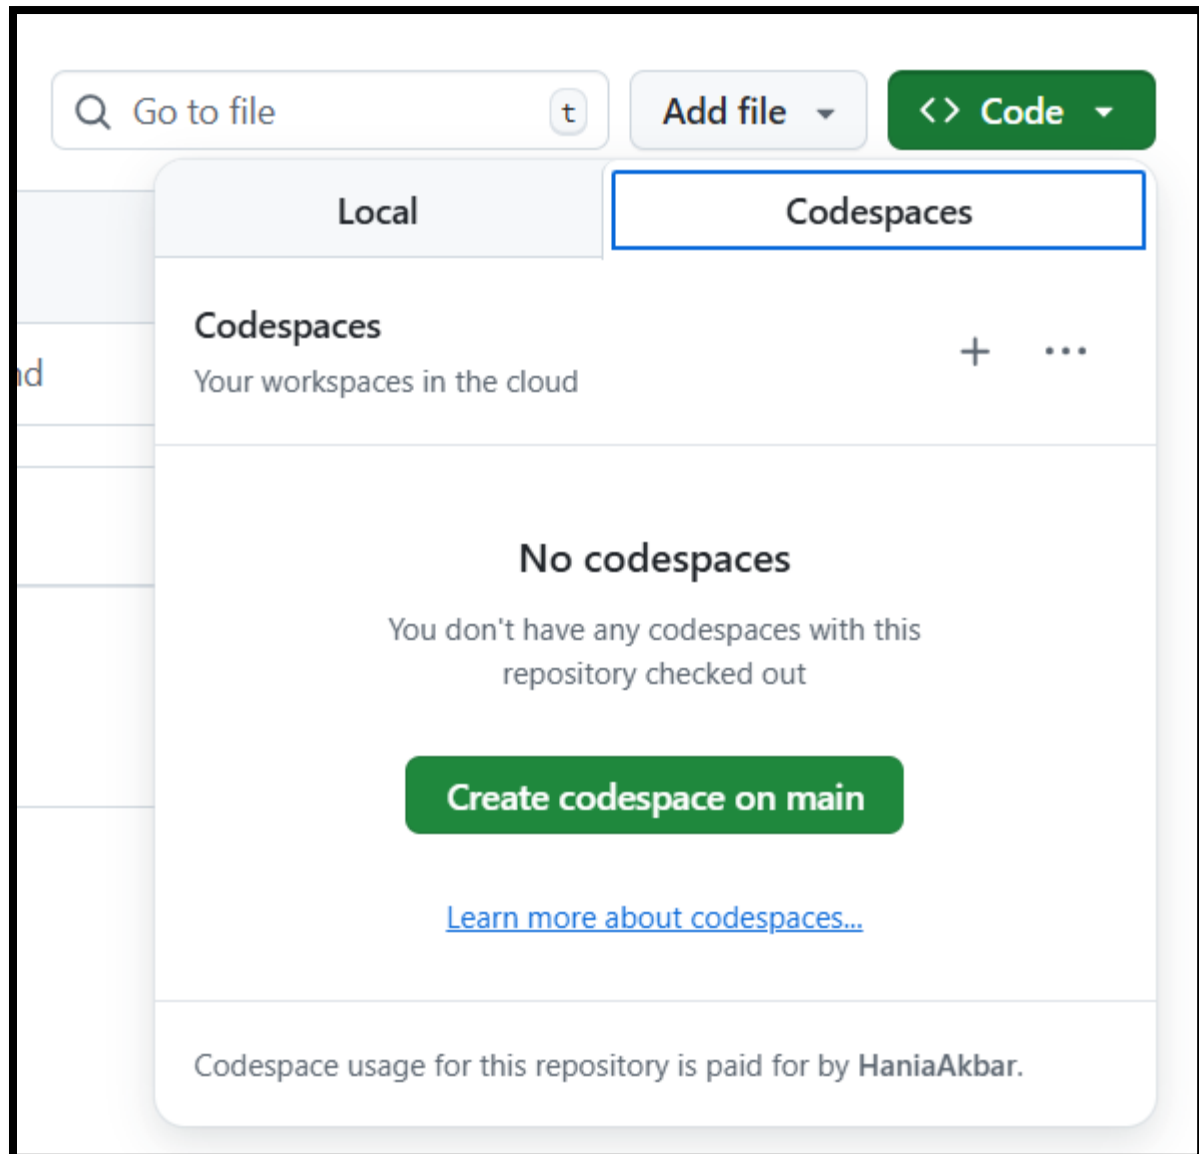 Go to file t Add file <> Code
Local Codespaces
Codespaces
nd
Your workspaces in the cloud
No codespaces
You don't have any codespaces with this
repository checked out
Create codespace on main
Learn more about codespaces...
Codespace usage for this repository is paid for by HaniaAkbar.